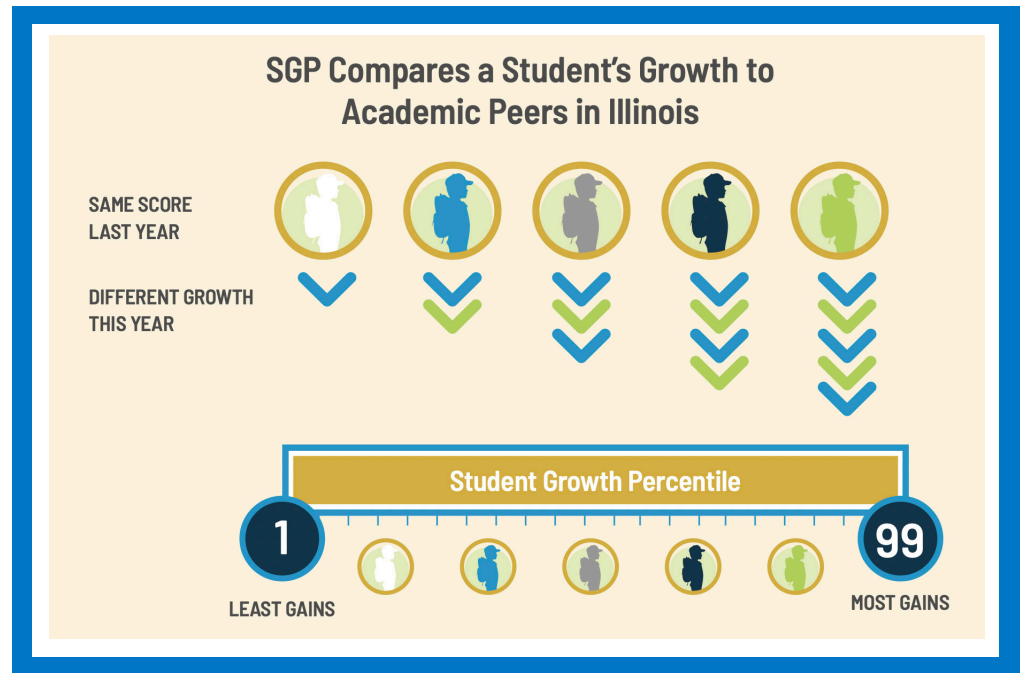 SGP Compares a Student's Growth to
Academic Peers in Illinois
SAME SCORE
LAST YEAR
DIFFERENT GROWTH
THIS YEAR
Student Growth Percentile
1
99
LEAST GAINS
MOST GAINS